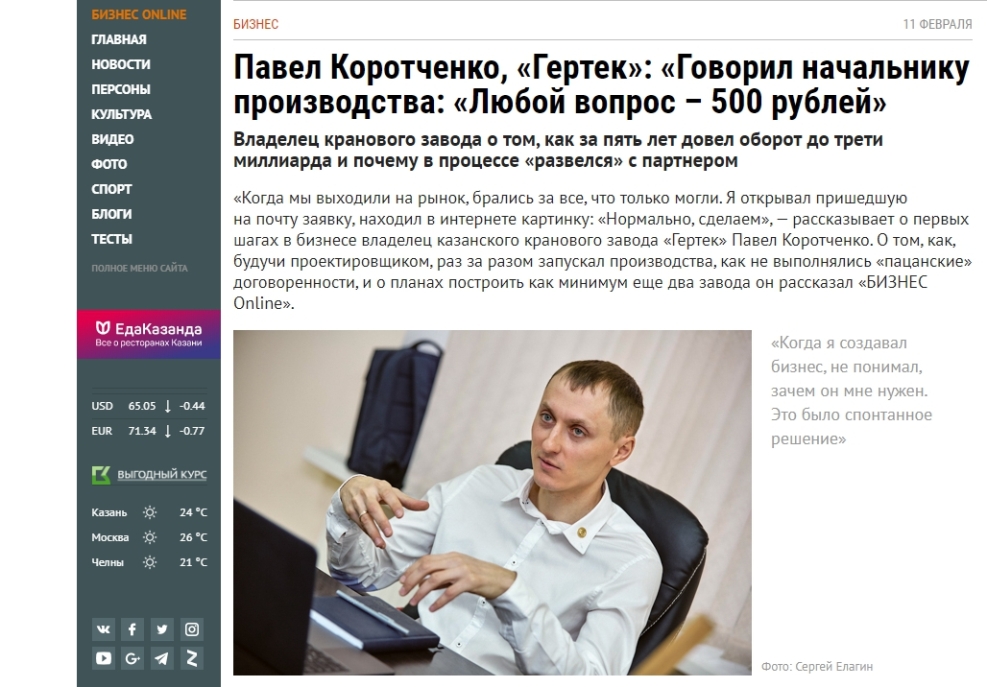 БИЗНЕС ONLINE
ГЛАВНАЯ
НОВОСТИ
ПЕРСОНЫ
КУЛЬТУРА
ВИДЕО
ФОТО
СПОРТ
БЛОГИ
ТЕСТЫ
ПОЛНОЕ МЕНЮ САЙТА
ЕдаКазанда
Все о ресторанах Казани
USD 65.05 ↓ -0.44
EUR 71.34 ↓ -0.77
ВЫГОДНЫЙ КУРС
Казань 24 °C
Москва 26 °C
Челны 21 °C
БИЗНЕС
11 ФЕВРАЛЯ
Павел Коротченко, «Гертек»: «Говорил начальнику
производства: «Любой вопрос – 500 рублей»
Владелец кранового завода о том, как за пять лет довел оборот до трети
миллиарда и почему в процессе «развелся» с партнером
«Когда мы выходили на рынок, брались за все, что только могли. Я открывал пришедшую
на почту заявку, находил в интернете картинку: «Нормально, сделаем», — рассказывает о первых
шагах в бизнесе владелец казанского кранового завода «Гертек» Павел Коротченко. О том, как,
будучи проектировщиком, раз за разом запускал производства, как не выполнялись «пацанские»
договоренности, и о планах построить как минимум еще два завода он рассказал «БИЗНЕС
Online».
«Когда я создавал
бизнес, не понимал,
зачем он мне нужен.
Это было спонтанное
решение»
Фото: Сергей Елагин